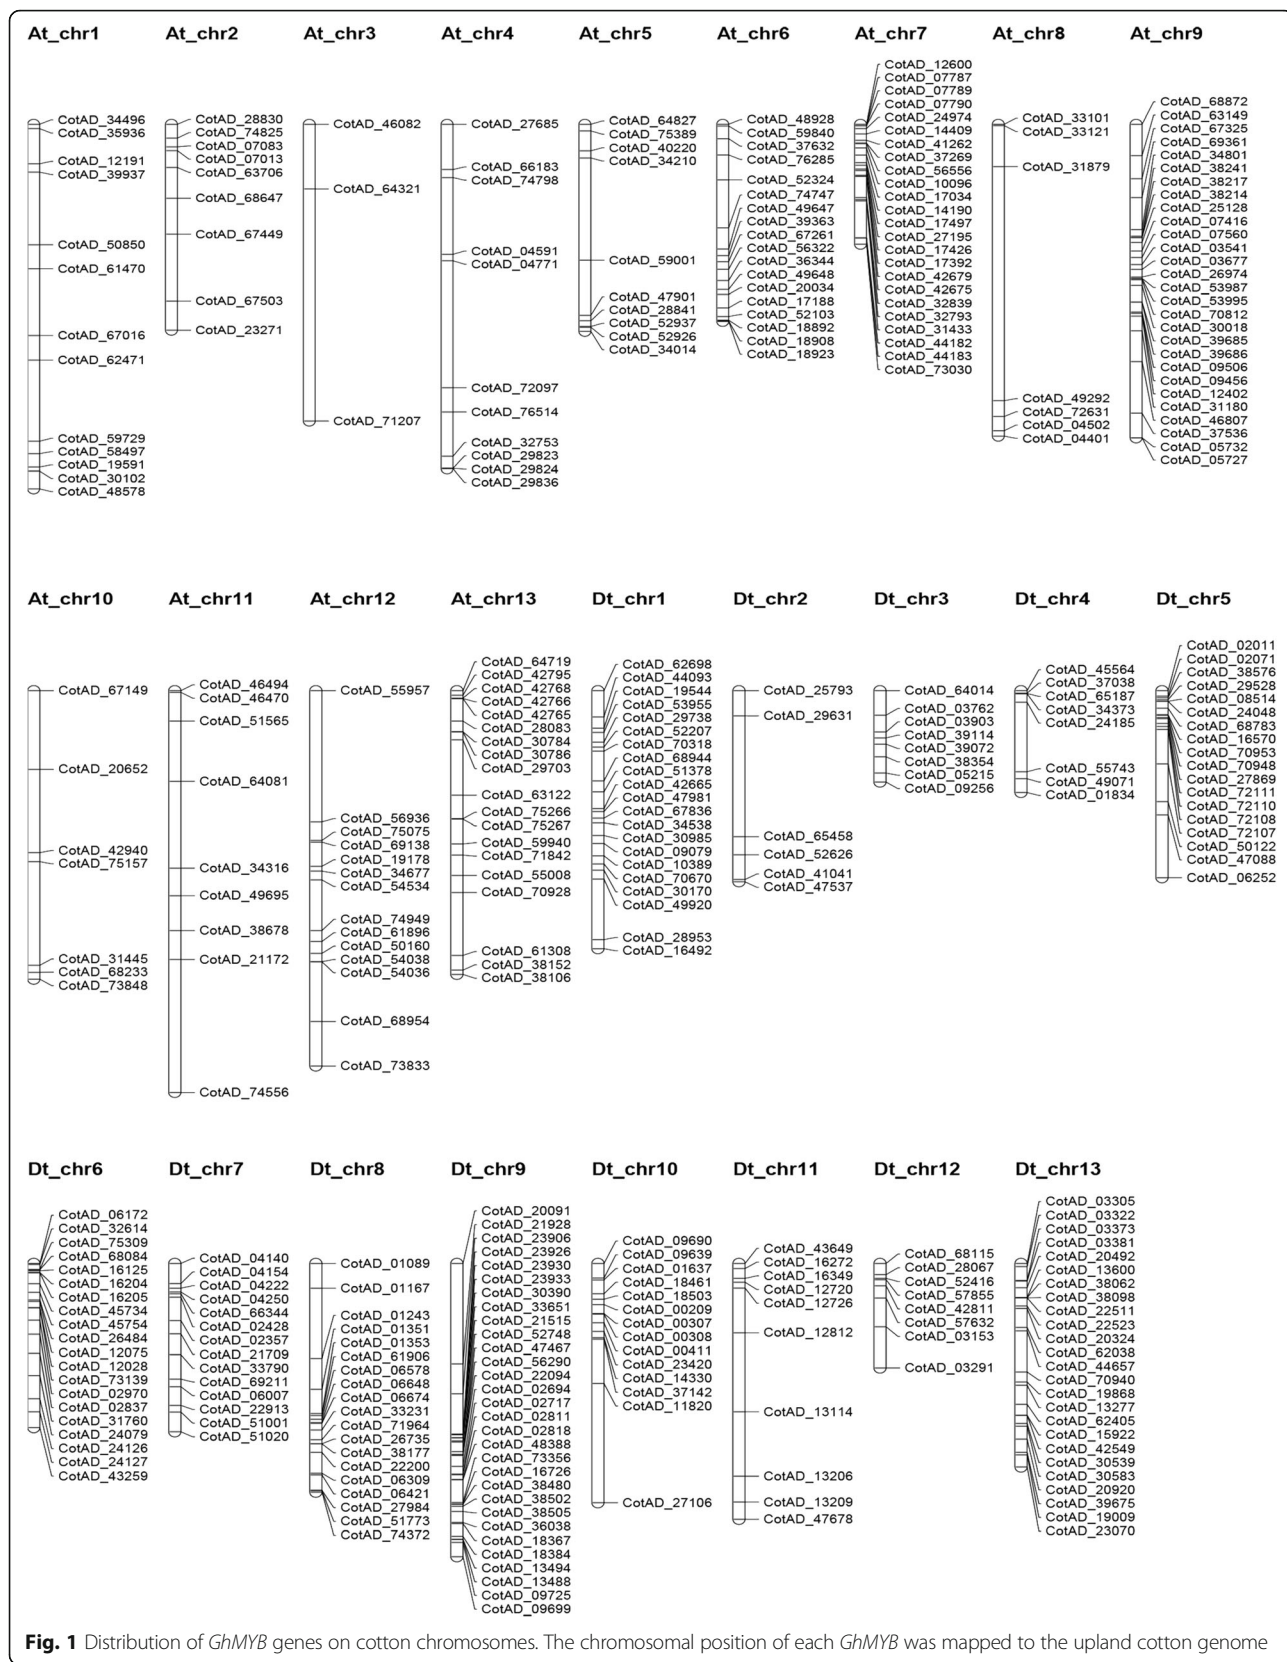 At_chr1
CotAD_34496
CotAD_35936
CotAD_12191
CotAD_39937
CotAD_50850
CotAD_61470
CotAD_67016
CotAD_62471
CotAD_59729
CotAD_58497
CotAD_19591
CotAD_30102
CotAD_48578
At_chr2
CotAD_28830
CotAD_74825
CotAD_07083
CotAD_07013
CotAD_63706
CotAD_68647
CotAD_67449
CotAD_67503
CotAD_23271
At_chr3
CotAD_46082
CotAD_64321
CotAD_71207
At_chr4
CotAD_27685
CotAD_66183
CotAD_74798
CotAD_04591
CotAD_04771
CotAD_72097
CotAD_76514
CotAD_32753
CotAD_29823
CotAD_29824
CotAD_29836
At_chr5
CotAD_64827
CotAD_75389
CotAD_40220
CotAD_34210
CotAD_59001
CotAD_47901
CotAD_28841
CotAD_52937
CotAD_52926
CotAD_34014
At_chr6
CotAD_48928
CotAD_59840
CotAD_37632
CotAD_76285
CotAD_52324
CotAD_74747
CotAD_49647
CotAD_39363
CotAD_67261
CotAD_56322
CotAD_36344
CotAD_49648
CotAD_20034
CotAD_17188
CotAD_52103
CotAD_18892
CotAD_18908
CotAD_18923
At_chr7
CotAD_12600
CotAD_07787
CotAD_07789
CotAD_07790
CotAD_24974
CotAD_14409
CotAD_41262
CotAD_37269
CotAD_56556
CotAD_10096
CotAD_17034
CotAD_14190
CotAD_17497
CotAD_27195
CotAD_17426
CotAD_17392
CotAD_42679
CotAD_42675
CotAD_32839
CotAD_32793
CotAD_31433
CotAD_44182
CotAD_44183
CotAD_73030
At_chr8
CotAD_33101
CotAD_33121
CotAD_31879
CotAD_49292
CotAD_72631
CotAD_04502
CotAD_04401
At_chr9
CotAD_68872
CotAD_63149
CotAD_67325
CotAD_69361
CotAD_34801
CotAD_38241
CotAD_38217
CotAD_38214
CotAD_25128
CotAD_07416
CotAD_07560
CotAD_03541
CotAD_03677
CotAD_26974
CotAD_53987
CotAD_53995
CotAD_70812
CotAD_30018
CotAD_39685
CotAD_39686
CotAD_09506
CotAD_09456
CotAD_12402
CotAD_31180
CotAD_46807
CotAD_37536
CotAD_05732
CotAD_05727
At_chr10
CotAD_67149
CotAD_20652
CotAD_42940
CotAD_75157
CotAD_31445
CotAD_68233
CotAD_73848
At_chr11
CotAD_46494
CotAD_46470
CotAD_51565
CotAD_64081
CotAD_34316
CotAD_49695
CotAD_38678
CotAD_21172
CotAD_74556
At_chr12
CotAD_55957
CotAD_56936
CotAD_75075
CotAD_69138
CotAD_19178
CotAD_34677
CotAD_54534
CotAD_74949
CotAD_61896
CotAD_50160
CotAD_54038
CotAD_54036
CotAD_68954
CotAD_73833
At_chr13
CotAD_64719
CotAD_42795
CotAD_42768
CotAD_42766
CotAD_42765
CotAD_28083
CotAD_30784
CotAD_30786
CotAD_29703
CotAD_63122
CotAD_75266
CotAD_75267
CotAD_59940
CotAD_71842
CotAD_55008
CotAD_70928
CotAD_61308
CotAD_38152
CotAD_38106
Dt_chr1
CotAD_62698
CotAD_44093
CotAD_19544
CotAD_53955
CotAD_29738
CotAD_52207
CotAD_70318
CotAD_68944
CotAD_51378
CotAD_42665
CotAD_47981
CotAD_67836
CotAD_34538
CotAD_30985
CotAD_09079
CotAD_10389
CotAD_70670
CotAD_30170
CotAD_49920
CotAD_28953
CotAD_16492
Dt_chr2
CotAD_25793
CotAD_29631
CotAD_65458
CotAD_52626
CotAD_41041
CotAD_47537
Dt_chr3
CotAD_64014
CotAD_03762
CotAD_03903
CotAD_39114
CotAD_39072
CotAD_38354
CotAD_05215
CotAD_09256
Dt_chr4
CotAD_45564
CotAD_37038
CotAD_65187
CotAD_34373
CotAD_24185
CotAD_55743
CotAD_49071
CotAD_01834
Dt_chr5
CotAD_02011
CotAD_02071
CotAD_38576
CotAD_29528
CotAD_08514
CotAD_24048
CotAD_68783
CotAD_16570
CotAD_70953
CotAD_70948
CotAD_27869
CotAD_72111
CotAD_72110
CotAD_72108
CotAD_72107
CotAD_50122
CotAD_47088
CotAD_06252
Dt_chr6
CotAD_06172
CotAD_32614
CotAD_75309
CotAD_68084
CotAD_16125
CotAD_16204
CotAD_16205
CotAD_45734
CotAD_45754
CotAD_26484
CotAD_12075
CotAD_12028
CotAD_73139
CotAD_02970
CotAD_02837
CotAD_31760
CotAD_24079
CotAD_24126
CotAD_24127
CotAD_43259
Dt_chr7
CotAD_04140
CotAD_04154
CotAD_04222
CotAD_04250
CotAD_66344
CotAD_02428
CotAD_02357
CotAD_21709
CotAD_33790
CotAD_69211
CotAD_06007
CotAD_22913
CotAD_51001
CotAD_51020
Dt_chr8
CotAD_01089
CotAD_01167
CotAD_01243
CotAD_01351
CotAD_01353
CotAD_61906
CotAD_06578
CotAD_06648
CotAD_06674
CotAD_33231
CotAD_71964
CotAD_26735
CotAD_38177
CotAD_22200
CotAD_06309
CotAD_06421
CotAD_27984
CotAD_51773
CotAD_74372
Dt_chr9
CotAD_20091
CotAD_21928
CotAD_23906
CotAD_23926
CotAD_23930
CotAD_23933
CotAD_30390
CotAD_33651
CotAD_21515
CotAD_52748
CotAD_47467
CotAD_56290
CotAD_22094
CotAD_02694
CotAD_02717
CotAD_02811
CotAD_02818
CotAD_48388
CotAD_73356
CotAD_16726
CotAD_38480
CotAD_38502
CotAD_38505
CotAD_36038
CotAD_18367
CotAD_18384
CotAD_13494
CotAD_13488
CotAD_09725
CotAD_09699
Dt_chr10
CotAD_09690
CotAD_09639
CotAD_01637
CotAD_18461
CotAD_18503
CotAD_00209
CotAD_00307
CotAD_00308
CotAD_00411
CotAD_23420
CotAD_14330
CotAD_37142
CotAD_11820
CotAD_27106
Dt_chr11
CotAD_43649
CotAD_16272
CotAD_16349
CotAD_12720
CotAD_12726
CotAD_12812
CotAD_13114
CotAD_13206
CotAD_13209
CotAD_47678
Dt_chr12
CotAD_68115
CotAD_28067
CotAD_52416
CotAD_57855
CotAD_42811
CotAD_57632
CotAD_03153
CotAD_03291
Dt_chr13
CotAD_03305
CotAD_03322
CotAD_03373
CotAD_03381
CotAD_20492
CotAD_13600
CotAD_38062
CotAD_38098
CotAD_22511
CotAD_22523
CotAD_20324
CotAD_62038
CotAD_44657
CotAD_70940
CotAD_19868
CotAD_13277
CotAD_62405
CotAD_15922
CotAD_42549
CotAD_30539
CotAD_30583
CotAD_20920
CotAD_39675
CotAD_19009
CotAD_23070
Fig. 1 Distribution of GhMYB genes on cotton chromosomes. The chromosomal position of each GhMYB was mapped to the upland cotton genome